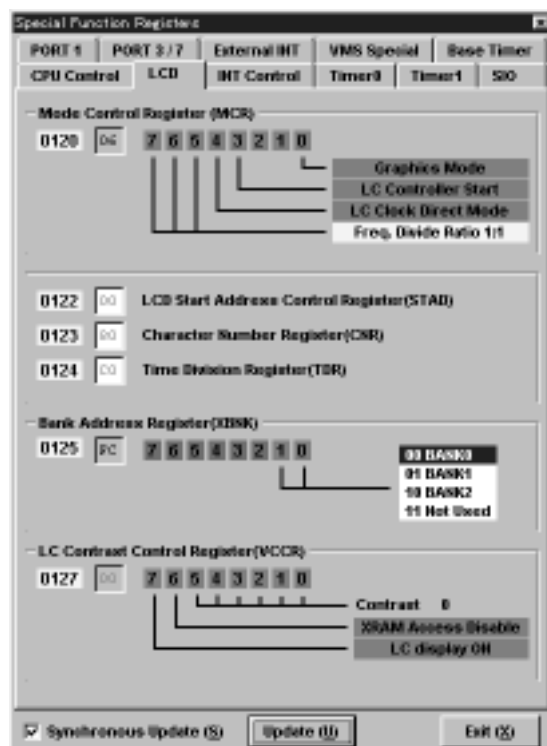 Special Function Registers
PORT 1 PORT 3 / 7 External INT VMS Special Base Timer
CPU Control LCD INT Control Timer0 Timer1 SIO
Mode Control Register (MCR)
0120 7 6 5 4 3 2 1 0
Graphics Mode
LC Controller Start
LC Clock Direct Mode
Freq. Divide Ratio 1:1
0122 00 LCD Start Address Control Register(STAD)
0123 Character Number Register(CNR)
0124 Time Division Register(TDR)
Bank Address Register(XBNK)
0125 7 6 5 4 3 2 1 0
00 BANK0
01 BANK1
10 BANK2
11 Not Used
LC Contrast Control Register(VCCR)
0127 00 7 6 5 4 3 2 1 0
Contrast 0
XRAM Access Disable
LC display ON
Synchronous Update (S) Update (U) Exit (X)